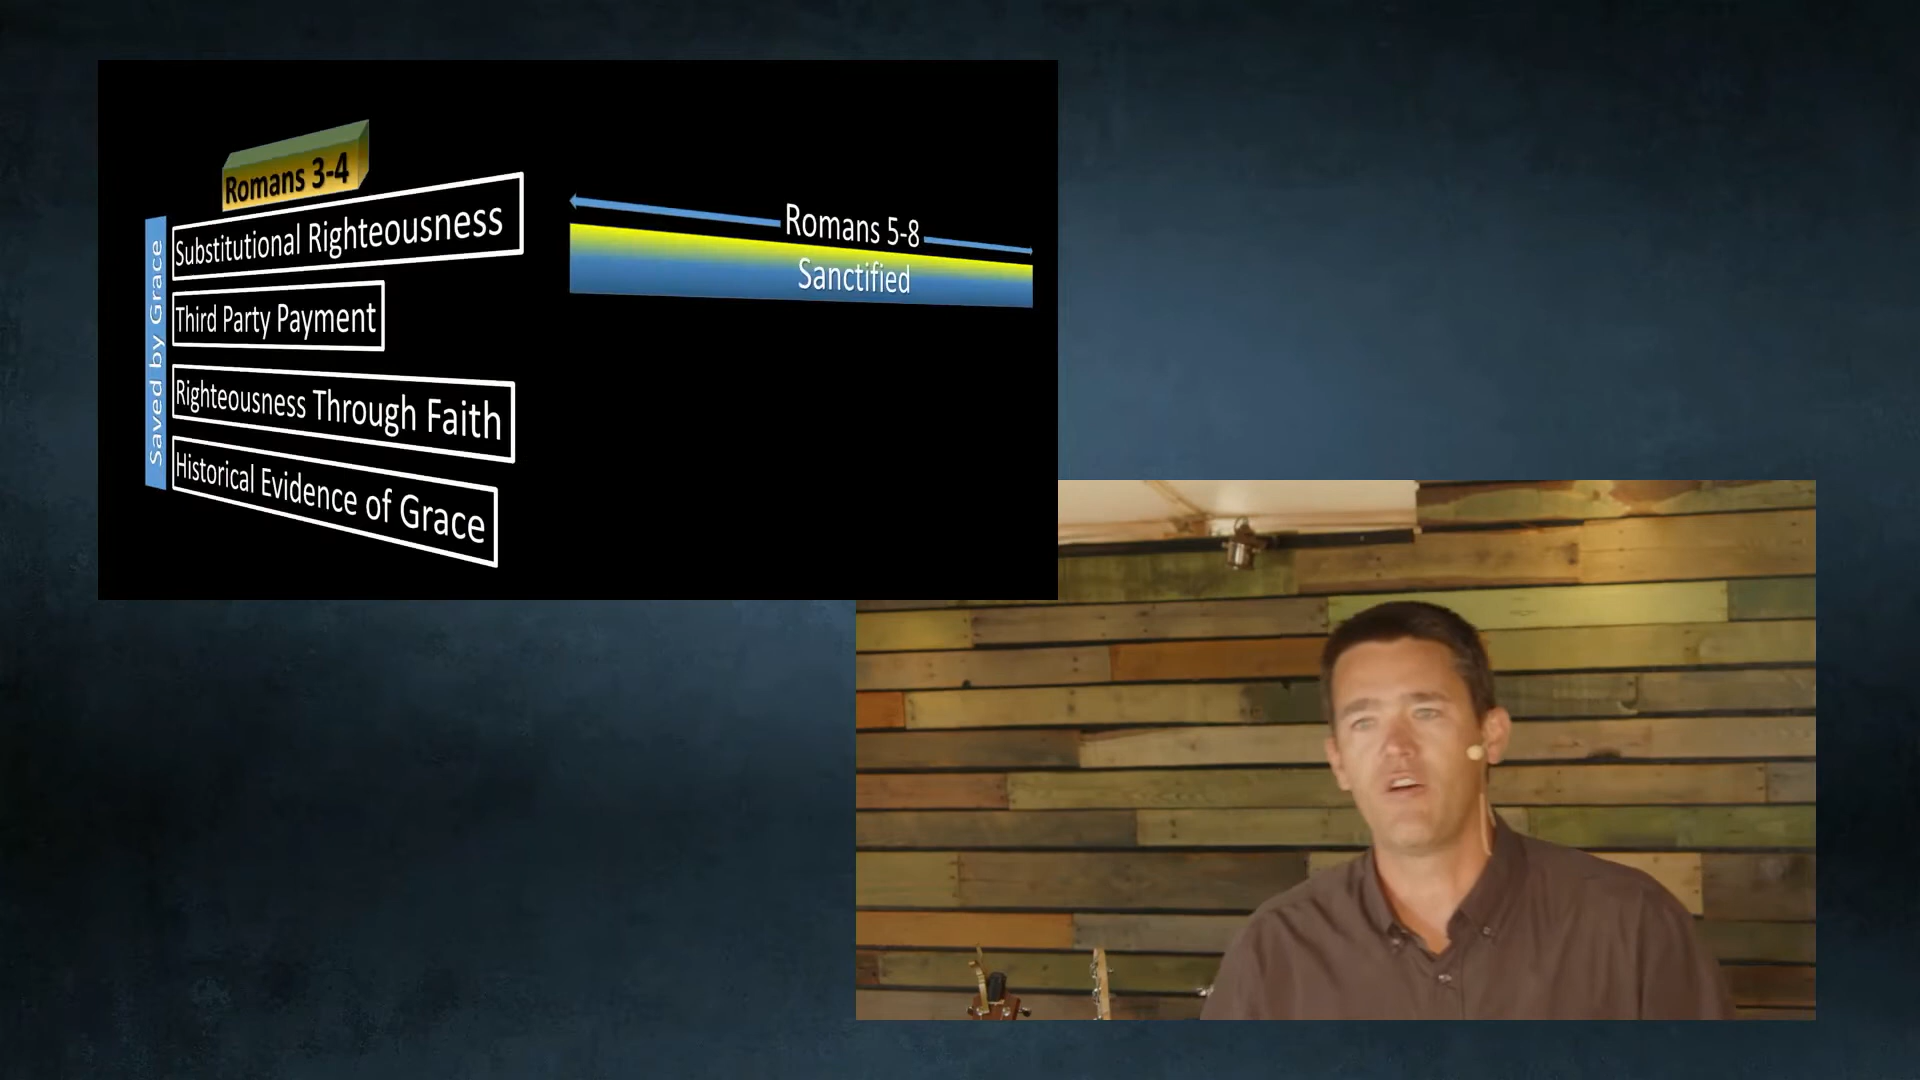 Romans 3-4
Saved by Grace
Substitutional Righteousness
Third Party Payment
Righteousness Through Faith
Historical Evidence of Grace
Romans 5-8
Sanctified